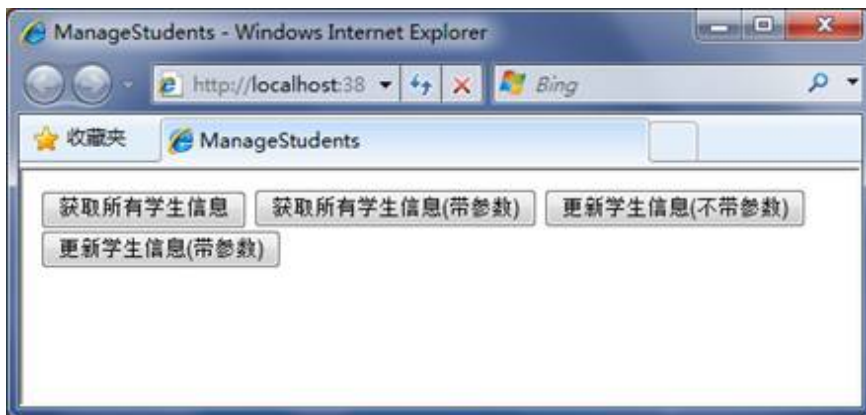 ManageStudents - Windows Internet Explorer
http://localhost:38
Bing
收藏夹
ManageStudents
获取所有学生信息 获取所有学生信息(带参数) 更新学生信息(不带参数)
更新学生信息(带参数)